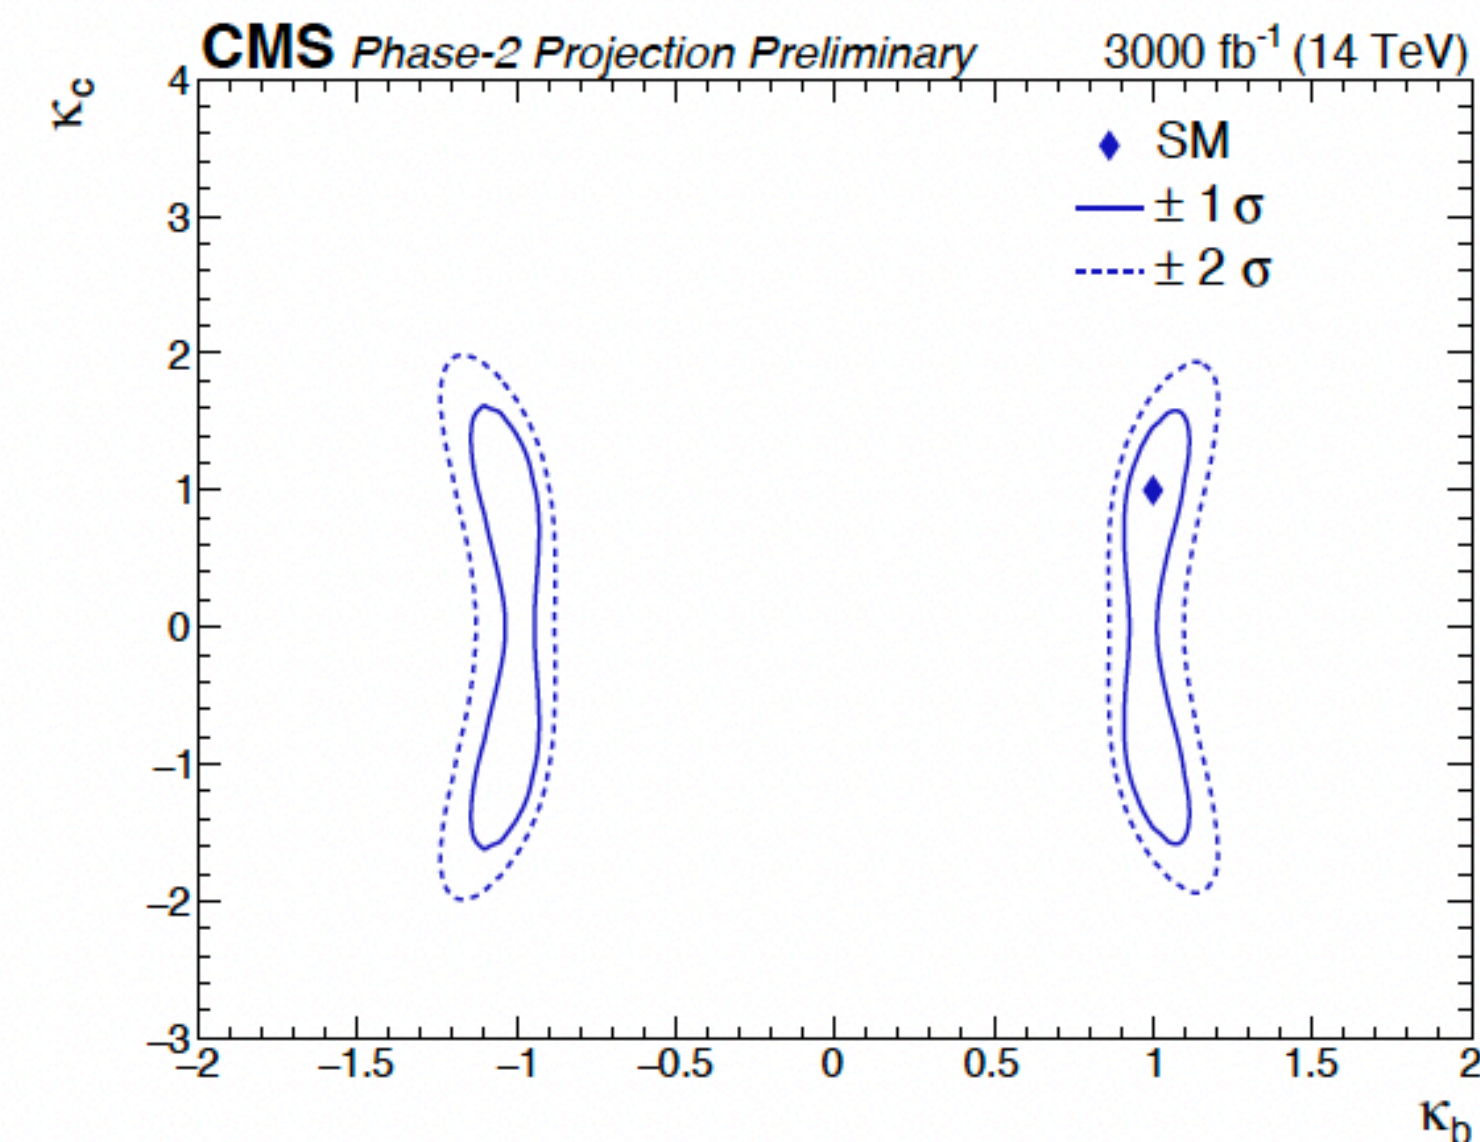 CMS Phase-2 Projection Preliminary 3000 fb⁻¹ (14 TeV)
κc
4
3
2
1
0
−1
−2
−3
SM
± 1 σ
± 2 σ
−2 −1.5 −1 −0.5 0 0.5 1 1.5 2
κb